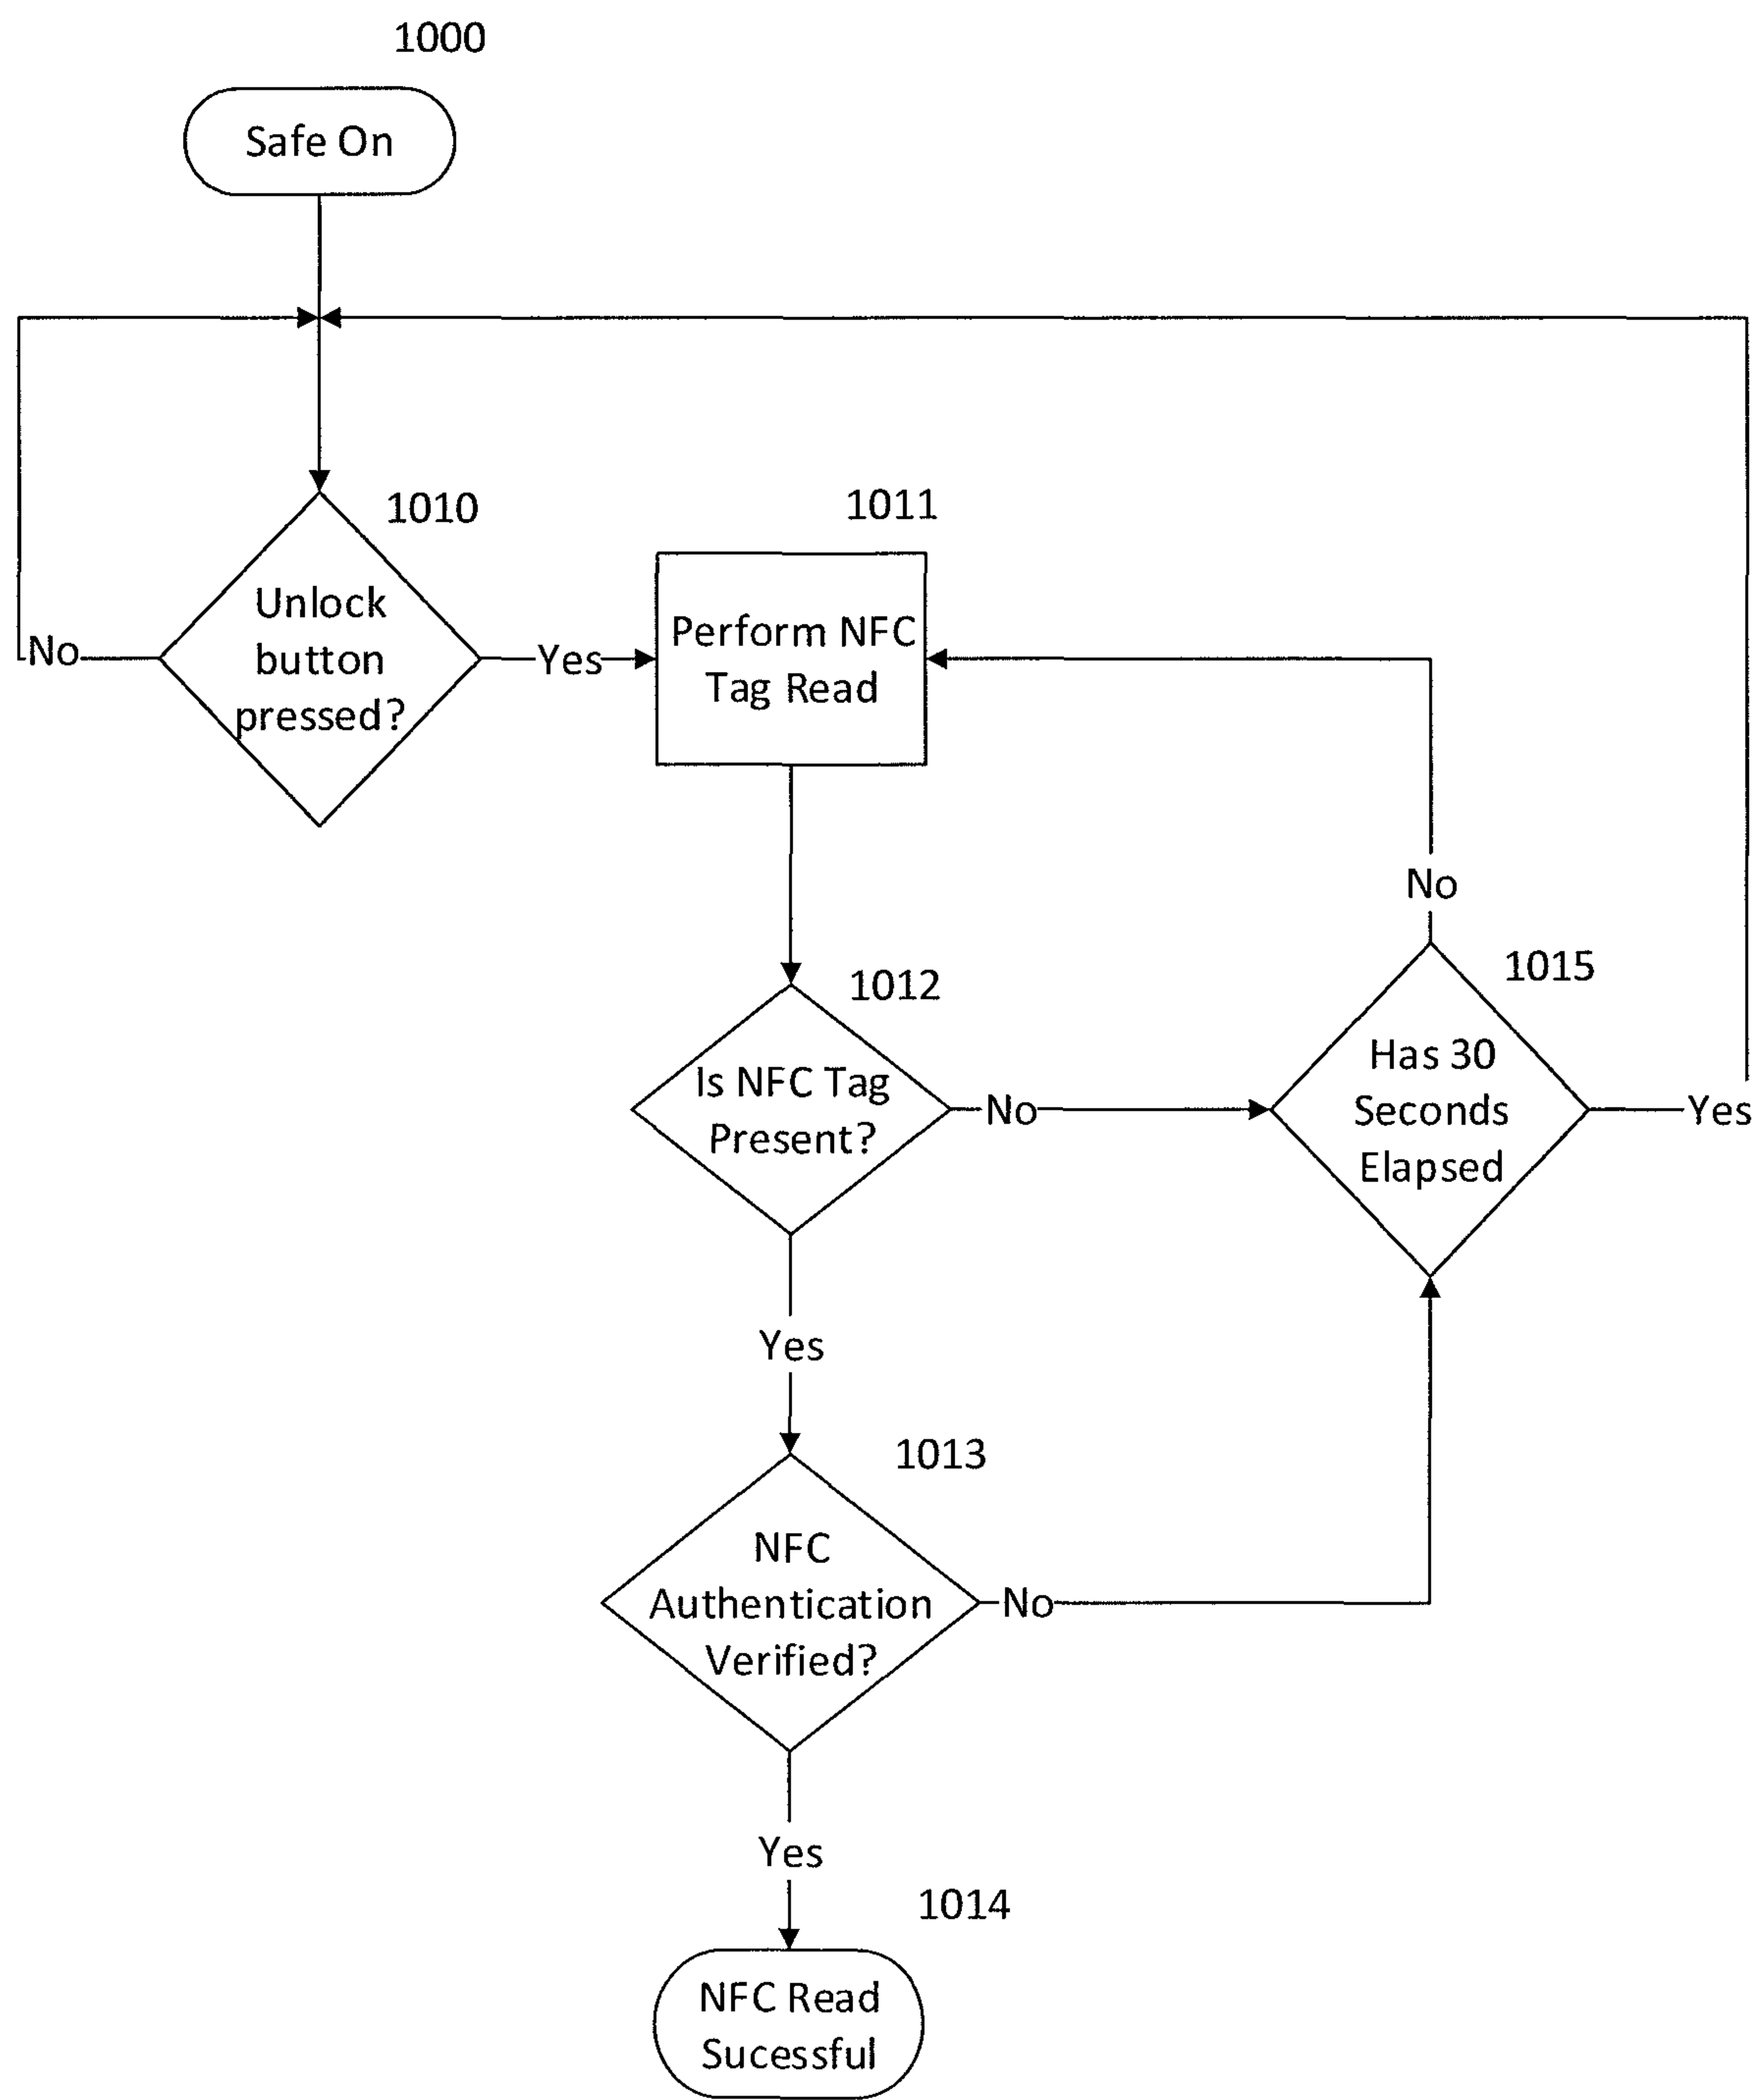 1000
Safe On
1010
Unlock
button
pressed?
No
Yes
1011
Perform NFC
Tag Read
1012
Is NFC Tag
Present?
No
Yes
1015
Has 30
Seconds
Elapsed
No
Yes
1013
NFC
Authentication
Verified?
No
Yes
1014
NFC Read
Sucessful